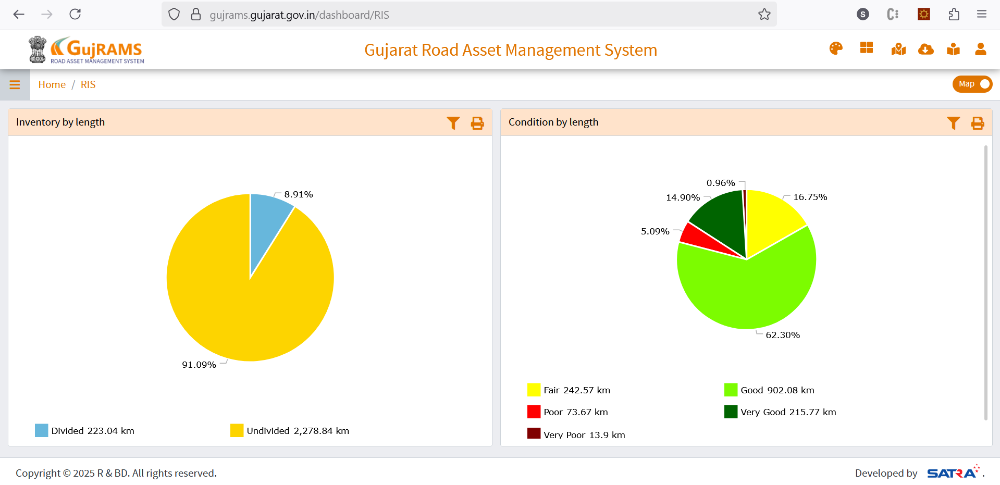 gujrams.gujarat.gov.in/dashboard/RIS
S
GujRAMS
ROAD ASSET MANAGEMENT SYSTEM
Gujarat Road Asset Management System
Home / RIS
Map
Inventory by length
8.91%
91.09%
Divided 223.04 km
Undivided 2,278.84 km
Condition by length
0.96%
14.90%
16.75%
5.09%
62.30%
Fair 242.57 km
Good 902.08 km
Poor 73.67 km
Very Good 215.77 km
Very Poor 13.9 km
Copyright © 2025 R & BD. All rights reserved.
Developed by SATRA .